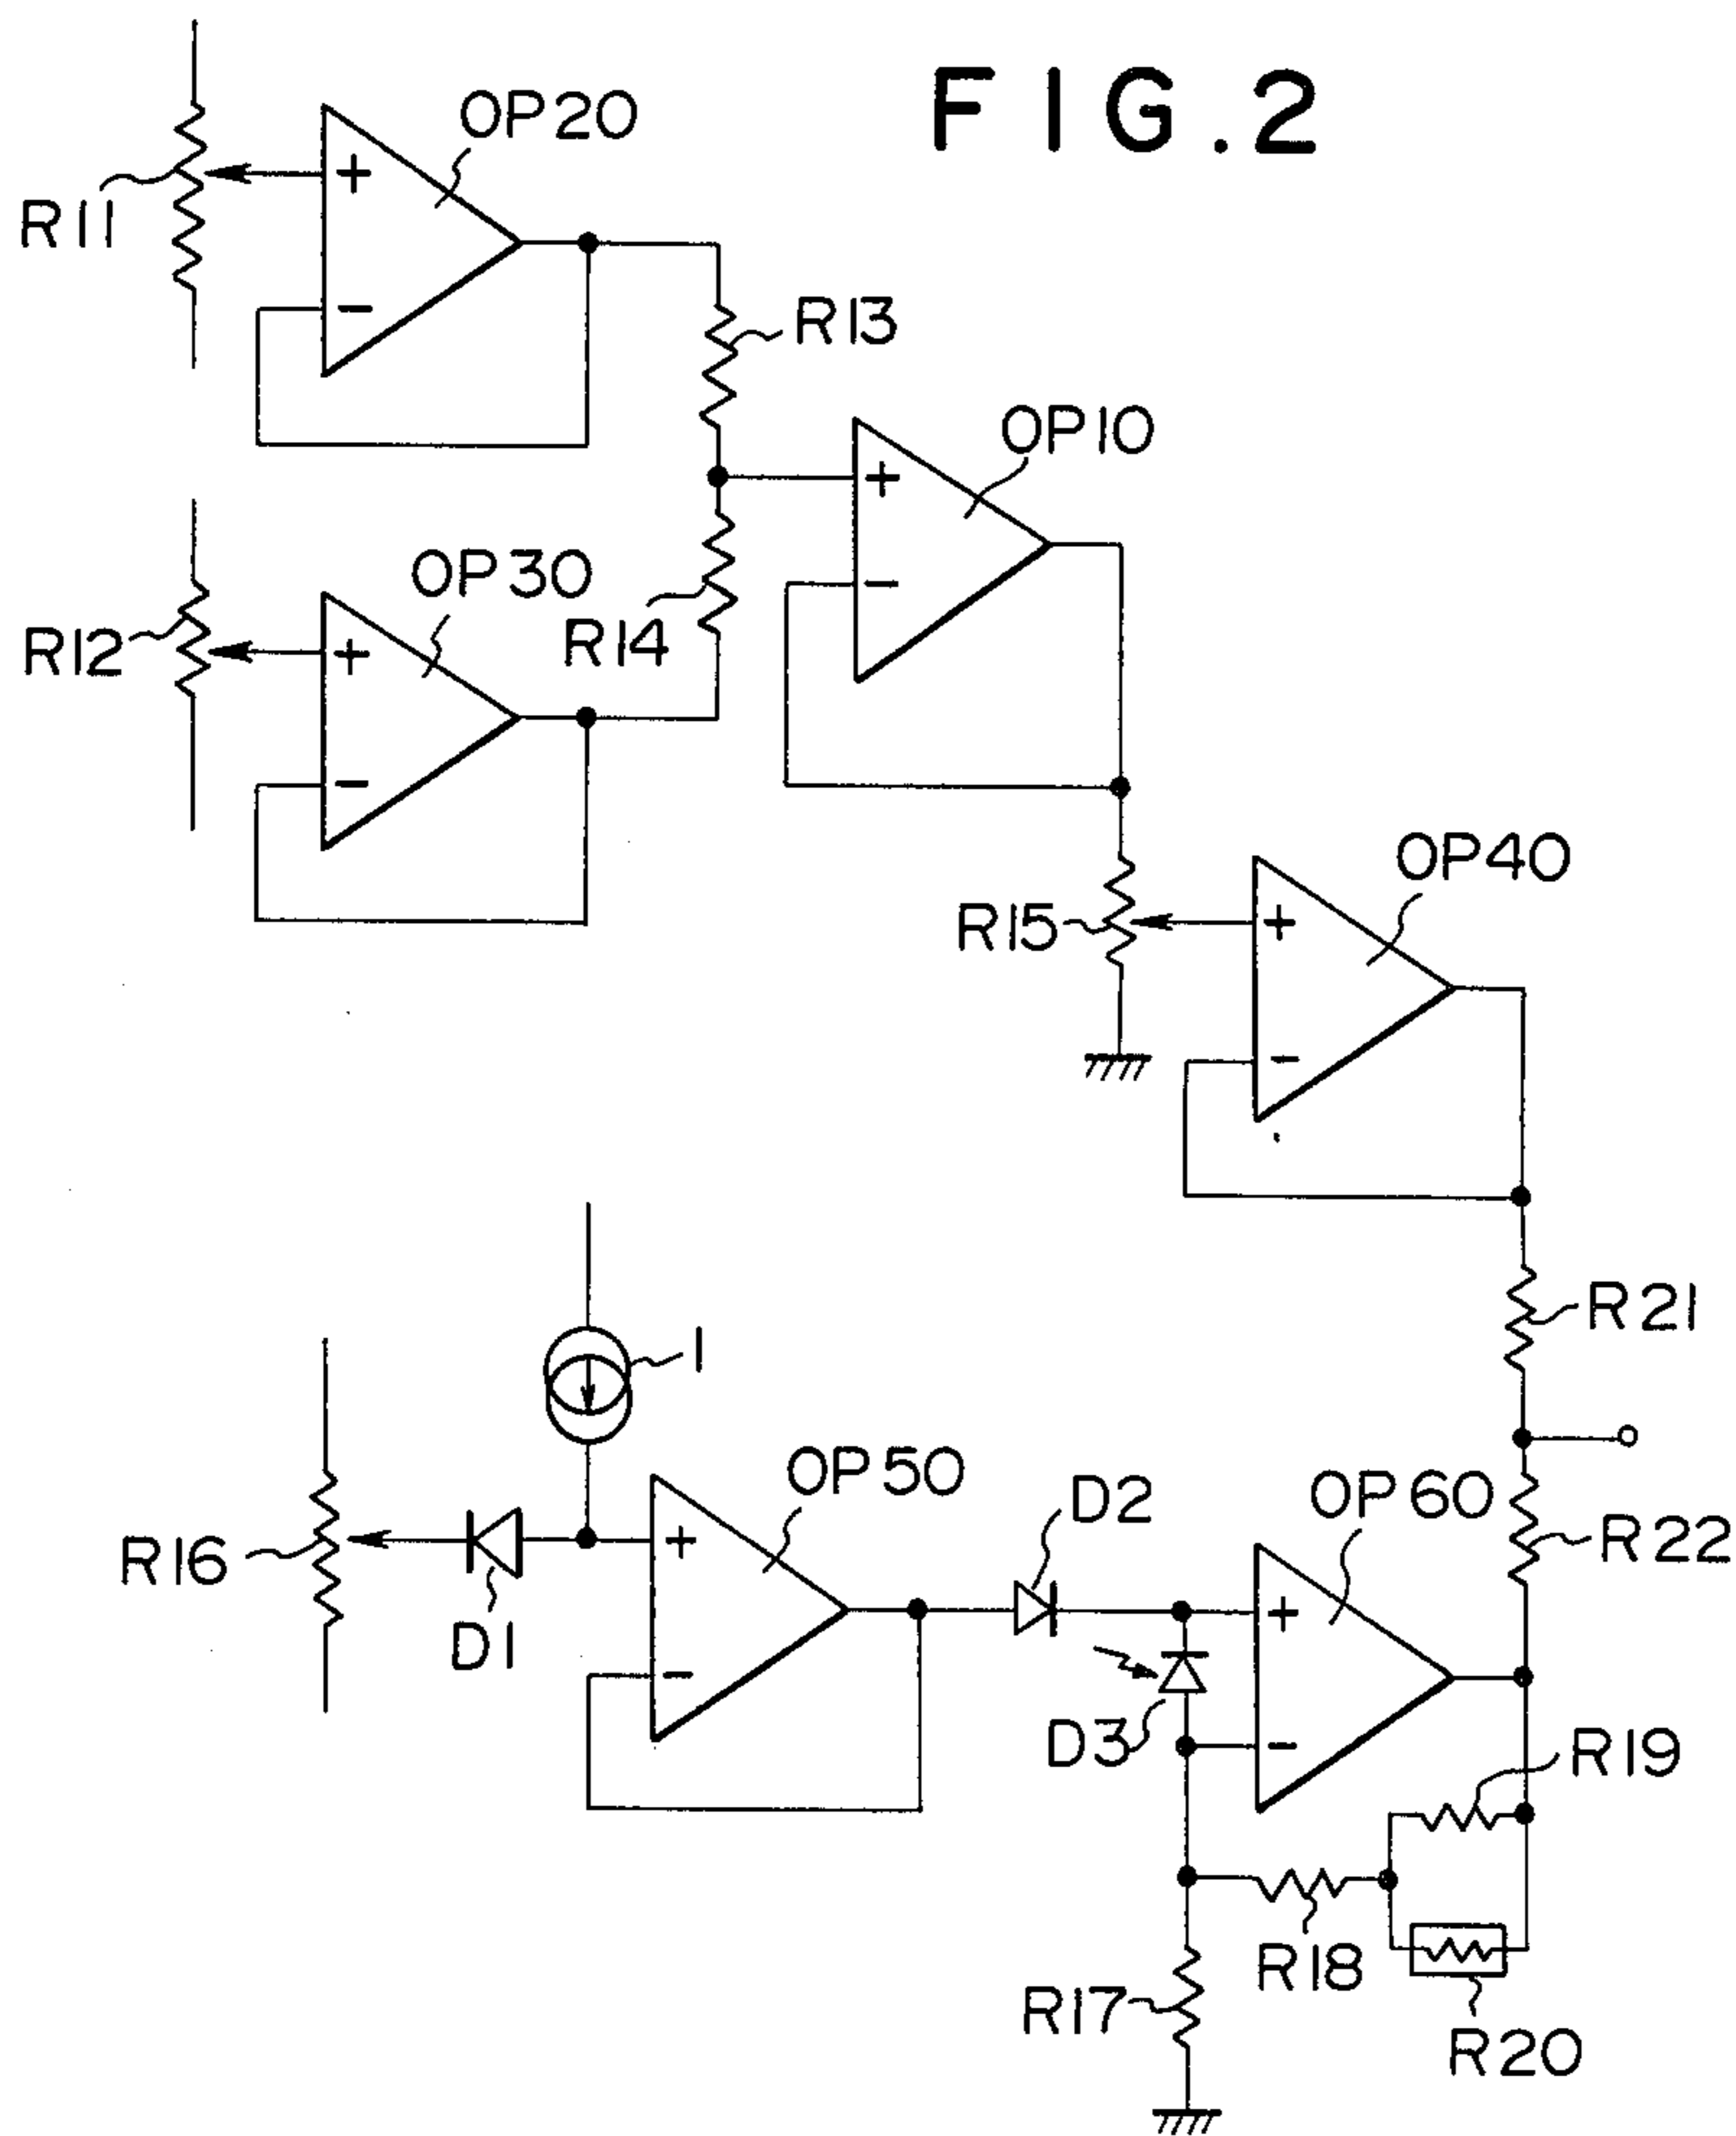 FIG.2
OP20
R11
R13
OP10
OP30
R14
R12
OP40
R15
R21
1
OP50
D2
OP60
R16
R22
D1
D3
R19
R18
R17
R20